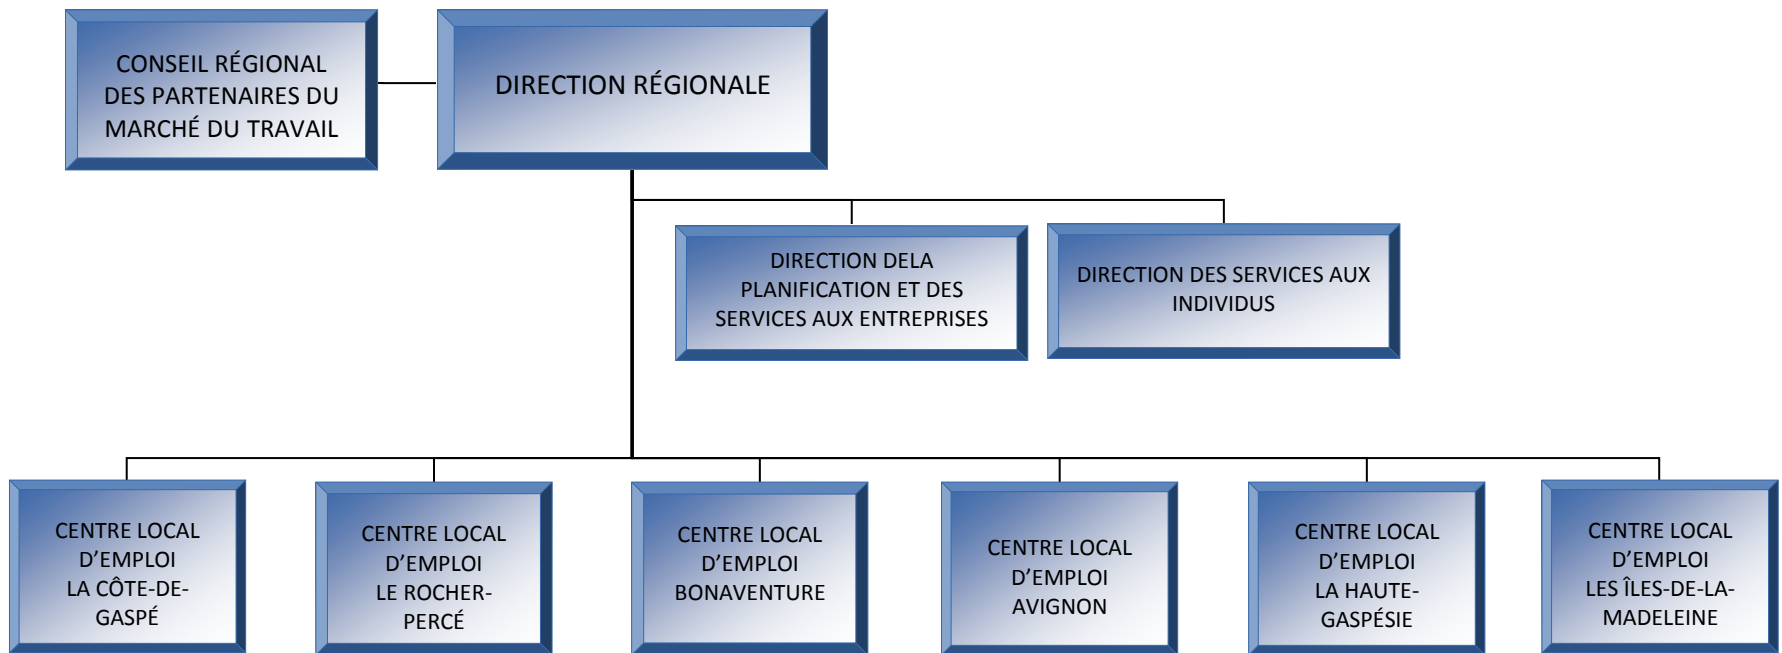 CONSEIL RÉGIONAL
DES PARTENAIRES DU
MARCHÉ DU TRAVAIL
DIRECTION RÉGIONALE
DIRECTION DELA
PLANIFICATION ET DES
SERVICES AUX ENTREPRISES
DIRECTION DES SERVICES AUX
INDIVIDUS
CENTRE LOCAL
D’EMPLOI
LA CÔTE-DE-
GASPÉ
CENTRE LOCAL
D’EMPLOI
LE ROCHER-
PERCÉ
CENTRE LOCAL
D’EMPLOI
BONAVENTURE
CENTRE LOCAL
D’EMPLOI
AVIGNON
CENTRE LOCAL
D’EMPLOI
LA HAUTE-
GASPÉSIE
CENTRE LOCAL
D’EMPLOI
LES ÎLES-DE-LA-
MADELEINE